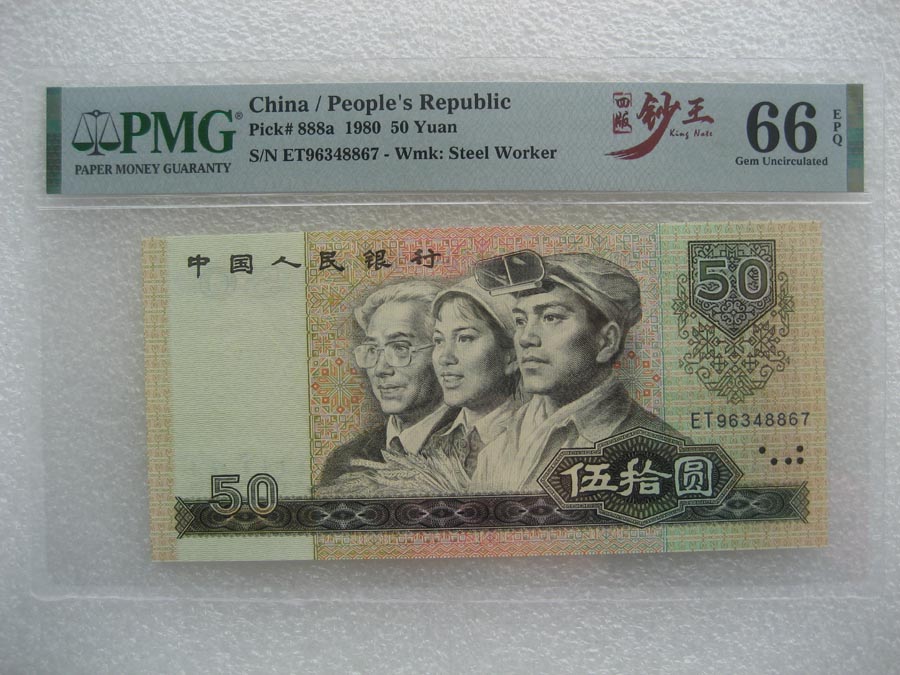 PMG®
PAPER MONEY GUARANTY
China / People's Republic
Pick# 888a 1980 50 Yuan
S/N ET96348867 - Wmk: Steel Worker
四版
钞王
King Note
66
EPQ
Gem Uncirculated
中国人民银行
50
ET96348867
50
伍拾圆